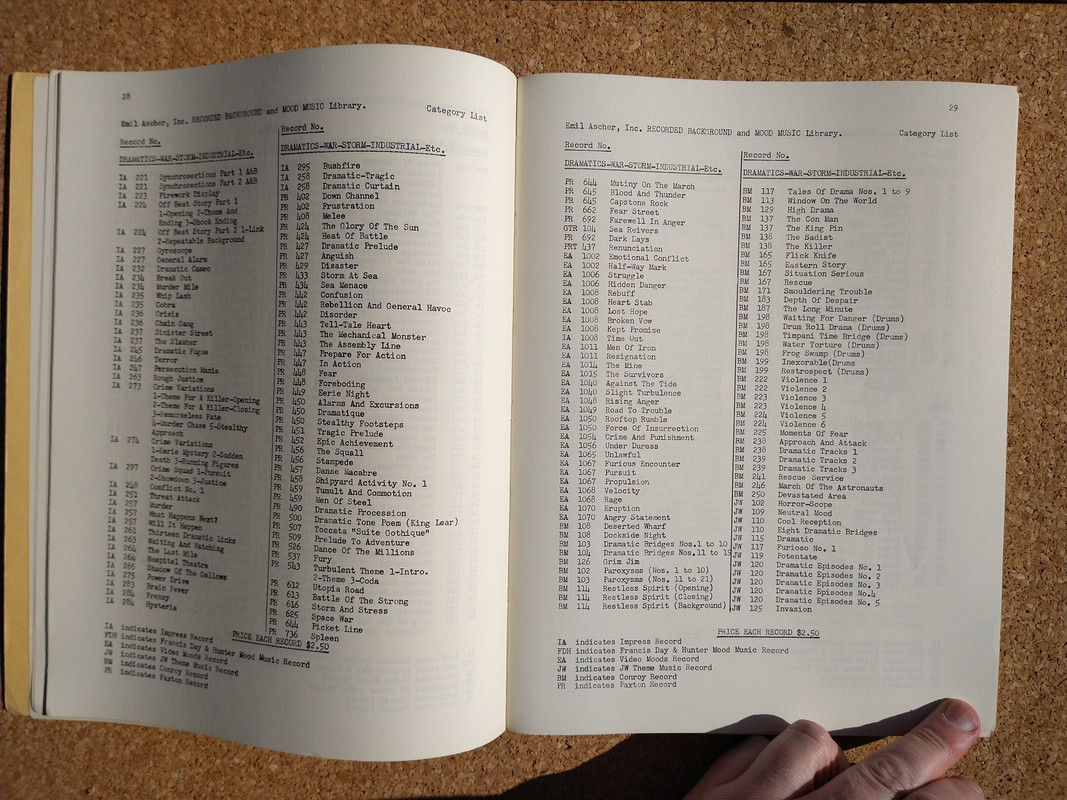 28
Emil Ascher, Inc. RECORDED BACKGROUND and MOOD MUSIC Library. Category List
Record No.
DRAMATICS-WAR-STORM-INDUSTRIAL-Etc.
IA 221 Synchrosections Part 1 A&B
IA 221 Synchrosections Part 2 A&B
IA 223 Firework Display
IA 224 Off Beat Story Part 1
1-Opening 2-Theme And
Ending 3-Shock Ending
IA 224 Off Beat Story Part 2 1-Link
2-Repeatable Background
IA 227 Gyroscope
IA 227 General Alarm
IA 232 Dramatic Cameo
IA 234 Break Out
IA 234 Murder Mile
IA 235 Whip Lash
IA 235 Cobra
IA 236 Crisis
IA 236 Chain Gang
IA 237 Sinister Street
IA 237 The Slasher
IA 245 Dramatic Fugue
IA 246 Terror
IA 247 Persecution Mania
IA 263 Rough Justice
IA 273 Crime Variations
1-Theme For A Killer-Opening
2-Theme For A Killer-Closing
3-Remorseless Fate
4-Murder Chase 5-Stealthy
Approach
IA 274 Crime Variations
1-Eerie Mystery 2-Sudden
Death 3-Running Figures
IA 297 Crime Squad 1-Pursuit
2-Showdown 3-Justice
IA 248 Conflict No. 1
IA 251 Threat Attack
IA 257 Murder
IA 257 What Happens Next?
IA 257 Will It Happen
IA 261 Thirteen Dramatic Links
IA 263 Waiting And Watching
IA 264 The Last Mile
IA 264 Hospital Theatre
IA 265 Shadow Of The Gallows
IA 275 Power Drive
IA 283 Brain Fever
IA 284 Frenzy
IA 284 Hysteria
Record No.
DRAMATICS-WAR-STORM-INDUSTRIAL-Etc.
IA 295 Bushfire
IA 258 Dramatic-Tragic
IA 258 Dramatic Curtain
PR 402 Down Channel
PR 402 Frustration
PR 408 Melee
PR 424 The Glory Of The Sun
PR 424 Heat Of Battle
PR 427 Dramatic Prelude
PR 427 Anguish
PR 429 Disaster
PR 433 Storm At Sea
PR 434 Sea Menace
PR 442 Confusion
PR 442 Rebellion And General Havoc
PR 442 Disorder
PR 443 Tell-Tale Heart
PR 443 The Mechanical Monster
PR 443 The Assembly Line
PR 447 Prepare For Action
PR 447 In Action
PR 448 Fear
PR 448 Foreboding
PR 449 Eerie Night
PR 450 Alarms And Excursions
PR 450 Dramatique
PR 450 Stealthy Footsteps
PR 451 Tragic Prelude
PR 452 Epic Achievement
PR 456 The Squall
PR 456 Stampede
PR 457 Danse Macabre
PR 458 Shipyard Activity No. 1
PR 459 Tumult And Commotion
PR 459 Men Of Steel
PR 490 Dramatic Procession
PR 500 Dramatic Tone Poem (King Lear)
PR 507 Toccata "Suite Gothique"
PR 509 Prelude To Adventure
PR 526 Dance Of The Millions
PR 537 Fury
PR 543 Turbulent Theme 1-Intro.
2-Theme 3-Coda
PR 612 Utopia Road
PR 613 Battle Of The Strong
PR 616 Storm And Stress
PR 625 Space War
PR 644 Picket Line
PR 736 Spleen
PRICE EACH RECORD $2.50
IA indicates Impress Record
FDH indicates Francis Day & Hunter Mood Music Record
EA indicates Video Moods Record
JW indicates JW Theme Music Record
BM indicates Conroy Record
PR indicates Paxton Record
29
Emil Ascher, Inc. RECORDED BACKGROUND and MOOD MUSIC Library. Category List
Record No.
DRAMATICS-WAR-STORM-INDUSTRIAL-Etc.
PR 644 Mutiny On The March
PR 645 Blood And Thunder
PR 645 Capstone Rock
PR 662 Fear Street
PR 692 Farewell In Anger
GTR 104 Sea Reivers
PR 692 Dark Days
PRT 437 Renunciation
EA 1002 Emotional Conflict
EA 1002 Half-Way Mark
EA 1006 Struggle
EA 1006 Hidden Danger
EA 1008 Rebuff
EA 1008 Heart Stab
EA 1008 Lost Hope
EA 1008 Broken Vow
EA 1008 Kept Promise
IA 1008 Time Out
EA 1011 Men Of Iron
EA 1011 Resignation
EA 1014 The Mine
EA 1015 The Survivors
EA 1040 Against The Tide
EA 1040 Slight Turbulence
EA 1048 Rising Anger
EA 1049 Road To Trouble
EA 1050 Rooftop Rumble
EA 1050 Force Of Insurrection
EA 1054 Crime And Punishment
EA 1056 Under Duress
EA 1065 Unlawful
EA 1067 Furious Encounter
EA 1067 Pursuit
EA 1067 Propulsion
EA 1068 Velocity
EA 1068 Rage
EA 1070 Eruption
EA 1070 Angry Statement
BM 108 Deserted Wharf
BM 108 Dockside Night
BM 103 Dramatic Bridges Nos.1 to 10
BM 104 Dramatic Bridges Nos.11 to 19
BM 126 Grim Jim
BM 102 Paroxysms (Nos. 1 to 10)
BM 103 Paroxysms (Nos. 11 to 21)
BM 114 Restless Spirit (Opening)
BM 114 Restless Spirit (Closing)
BM 114 Restless Spirit (Background)
Record No.
DRAMATICS-WAR-STORM-INDUSTRIAL-Etc.
BM 117 Tales Of Drama Nos. 1 to 9
BM 113 Window On The World
BM 129 High Drama
BM 137 The Con Man
BM 137 The King Pin
BM 138 The Sadist
BM 138 The Killer
BM 165 Flick Knife
BM 165 Eastern Story
BM 167 Situation Serious
BM 167 Rescue
BM 171 Smouldering Trouble
BM 183 Depth Of Despair
BM 187 The Long Minute
BM 198 Waiting For Danger (Drums)
BM 198 Drum Roll Drama (Drums)
BM 198 Timpani Time Bridge (Drums)
BM 198 Water Torture (Drums)
BM 198 Frog Swamp (Drums)
BM 199 Inexorable(Drums
BM 199 Restrospect (Drums)
BM 222 Violence 1
BM 222 Violence 2
BM 223 Violence 3
BM 223 Violence 4
BM 224 Violence 5
BM 224 Violence 6
BM 225 Moments Of Fear
BM 238 Approach And Attack
BM 238 Dramatic Tracks 1
BM 239 Dramatic Tracks 2
BM 239 Dramatic Tracks 3
BM 241 Rescue Service
BM 246 March Of The Astronauts
BM 250 Devastated Area
JW 102 Horror-Scope
JW 109 Neutral Mood
JW 110 Cool Reception
JW 110 Eight Dramatic Bridges
JW 115 Dramatic
JW 117 Furioso No. 1
JW 119 Potentate
JW 120 Dramatic Episodes No. 1
JW 120 Dramatic Episodes No. 2
JW 120 Dramatic Episodes No. 3
JW 120 Dramatic Episodes No.4
JW 120 Dramatic Episodes No. 5
JW 125 Invasion
PRICE EACH RECORD $2.50
IA indicates Impress Record
FDH indicates Francis Day & Hunter Mood Music Record
EA indicates Video Moods Record
JW indicates JW Theme Music Record
BM indicates Conroy Record
PR indicates Paxton Record